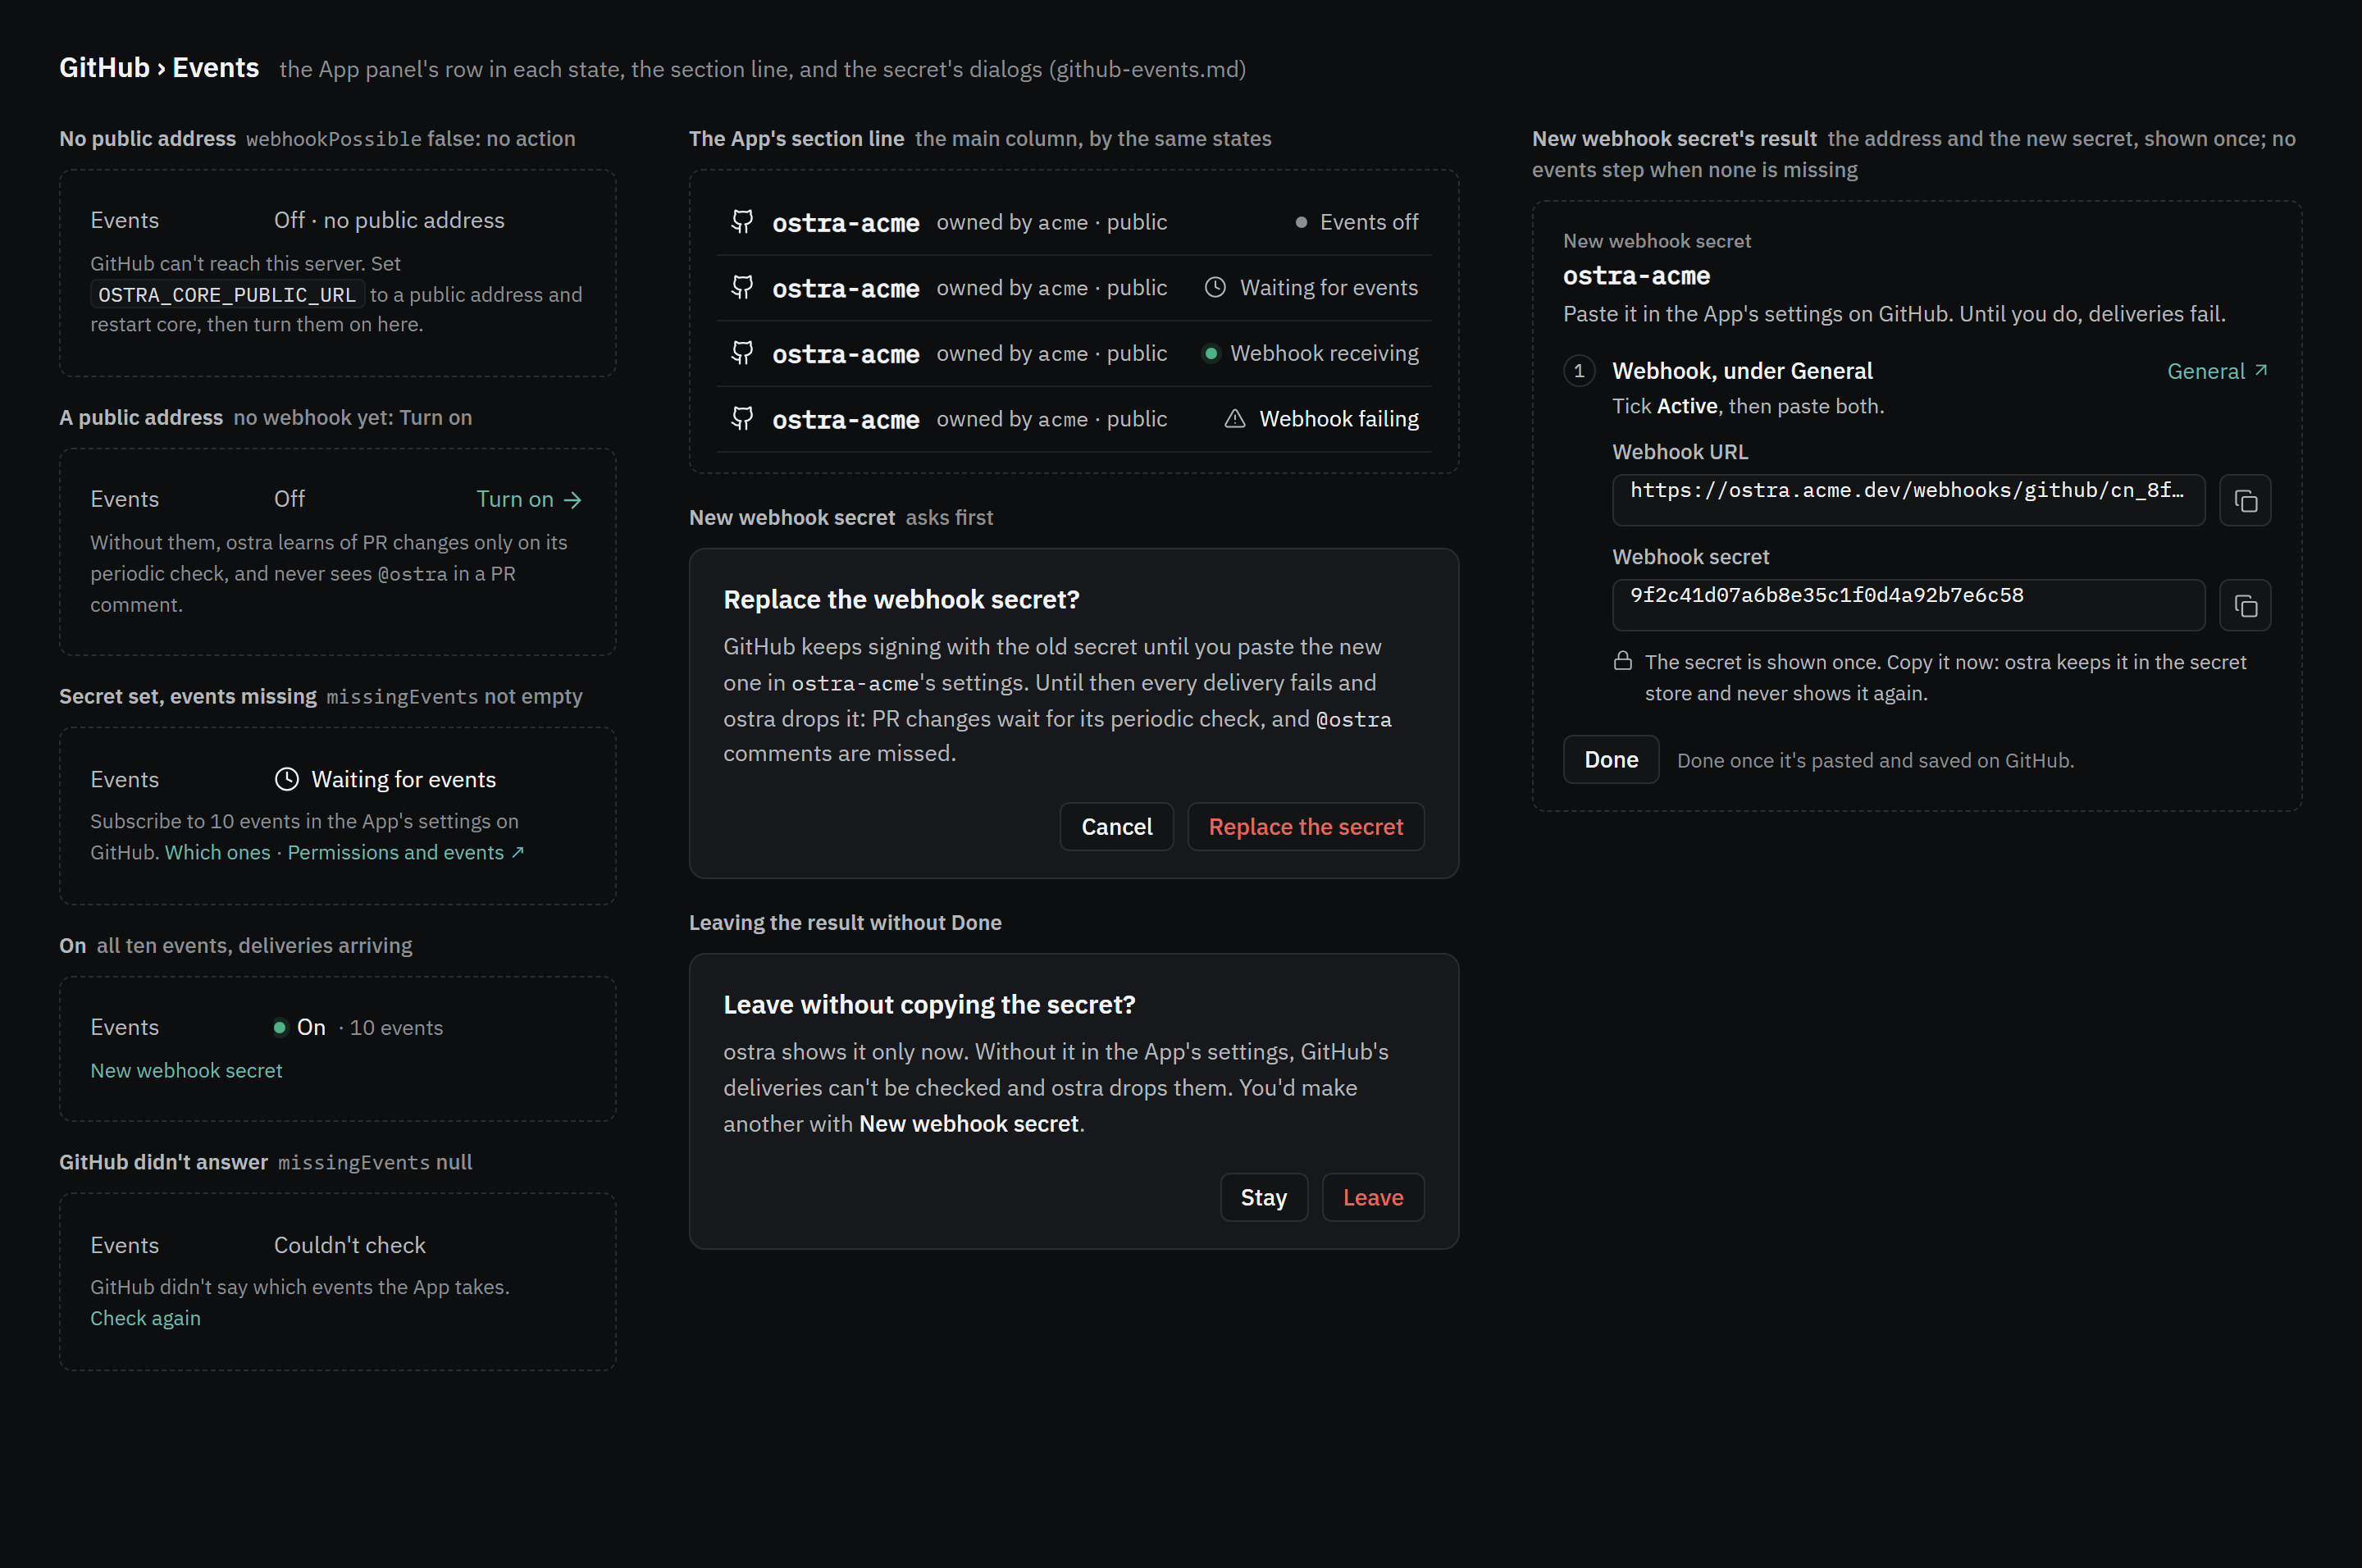 GitHub › Events the App panel's row in each state, the section line, and the secret's dialogs (github-events.md)
No public address webhookPossible false: no action
Events Off · no public address
GitHub can't reach this server. Set
OSTRA_CORE_PUBLIC_URL to a public address and
restart core, then turn them on here.
A public address no webhook yet: Turn on
Events Off Turn on →
Without them, ostra learns of PR changes only on its
periodic check, and never sees @ostra in a PR
comment.
Secret set, events missing missingEvents not empty
Events Waiting for events
Subscribe to 10 events in the App's settings on
GitHub. Which ones · Permissions and events ↗
On all ten events, deliveries arriving
Events On · 10 events
New webhook secret
GitHub didn't answer missingEvents null
Events Couldn't check
GitHub didn't say which events the App takes.
Check again
The App's section line the main column, by the same states
ostra-acme owned by acme · public Events off
ostra-acme owned by acme · public Waiting for events
ostra-acme owned by acme · public Webhook receiving
ostra-acme owned by acme · public Webhook failing
New webhook secret asks first
Replace the webhook secret?
GitHub keeps signing with the old secret until you paste the new
one in ostra-acme's settings. Until then every delivery fails and
ostra drops it: PR changes wait for its periodic check, and @ostra
comments are missed.
Cancel Replace the secret
Leaving the result without Done
Leave without copying the secret?
ostra shows it only now. Without it in the App's settings, GitHub's
deliveries can't be checked and ostra drops them. You'd make
another with New webhook secret.
Stay Leave
New webhook secret's result the address and the new secret, shown once; no
events step when none is missing
New webhook secret
ostra-acme
Paste it in the App's settings on GitHub. Until you do, deliveries fail.
1 Webhook, under General General ↗
Tick Active, then paste both.
Webhook URL
https://ostra.acme.dev/webhooks/github/cn_8f…
Webhook secret
9f2c41d07a6b8e35c1f0d4a92b7e6c58
The secret is shown once. Copy it now: ostra keeps it in the secret
store and never shows it again.
Done Done once it's pasted and saved on GitHub.